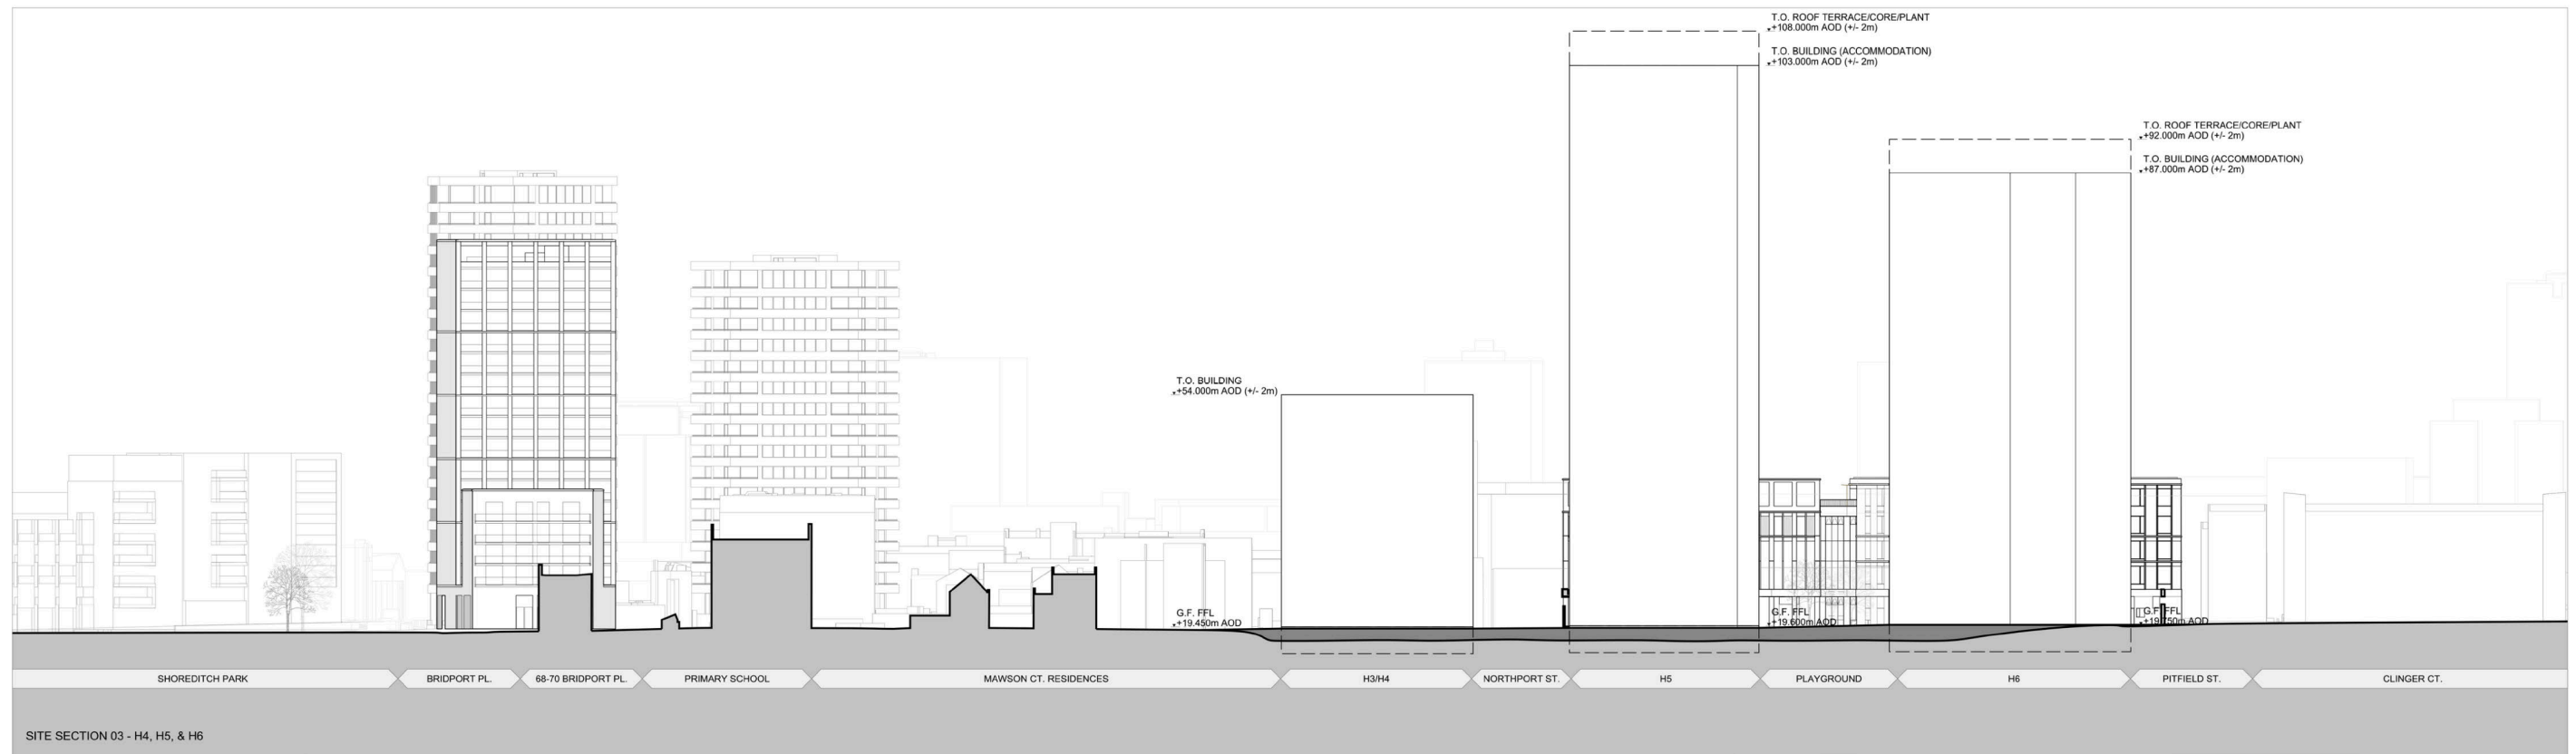 T.O. ROOF TERRACE/CORE/PLANT
+108.000m AOD (+/- 2m)
T.O. BUILDING (ACCOMMODATION)
+103.000m AOD (+/- 2m)
T.O. ROOF TERRACE/CORE/PLANT
+92.000m AOD (+/- 2m)
T.O. BUILDING (ACCOMMODATION)
+87.000m AOD (+/- 2m)
T.O. BUILDING
+54.000m AOD (+/- 2m)
G.F. FFL
+19.450m AOD
G.F. FFL
+19.600m AOD
G.F. FFL
+19.750m AOD
SHOREDITCH PARK
BRIDPORT PL.
68-70 BRIDPORT PL.
PRIMARY SCHOOL
MAWSON CT. RESIDENCES
H3/H4
NORTHPORT ST.
H5
PLAYGROUND
H6
PITFIELD ST.
CLINGER CT.
SITE SECTION 03 - H4, H5, & H6